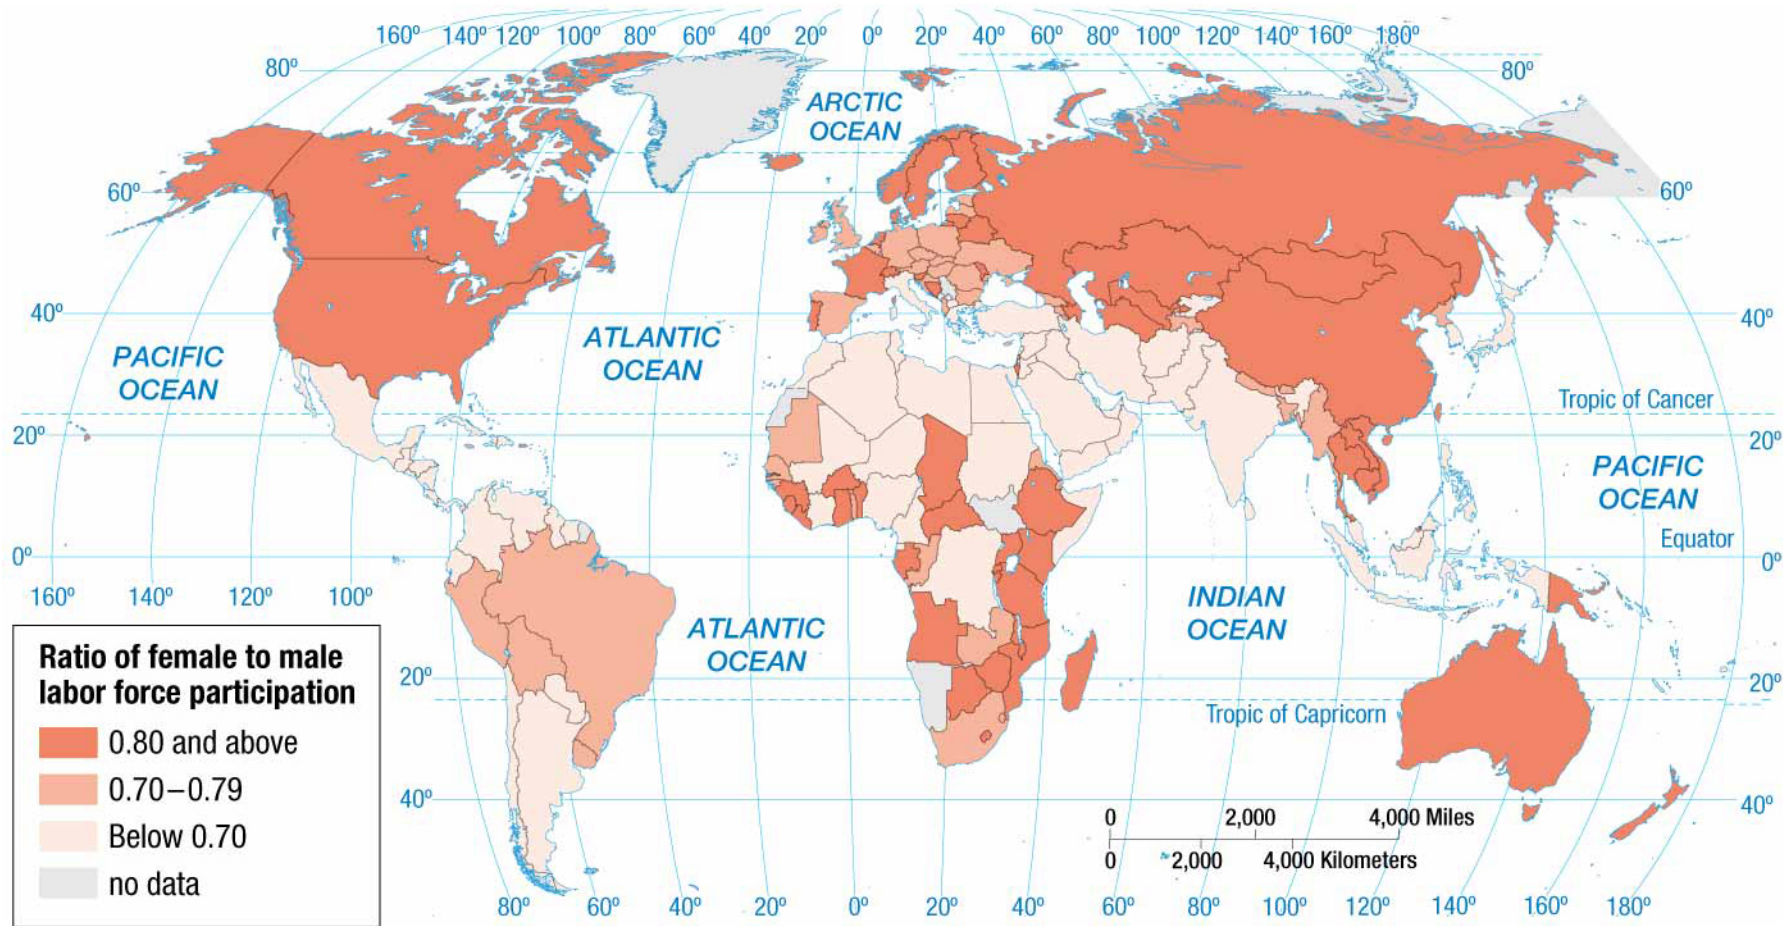 160º 140º 120º 100º 80º 60º 40º 20º 0º 20º 40º 60º 80º 100º 120º 140º 160º 180º
80º 80º
ARCTIC
OCEAN
60º 60º
40º 40º
ATLANTIC
OCEAN
PACIFIC
OCEAN
Tropic of Cancer
20º 20º
PACIFIC
OCEAN
Equator
0º 0º
160º 140º 120º 100º
INDIAN
OCEAN
ATLANTIC
OCEAN
20º 20º
Tropic of Capricorn
40º 40º
Ratio of female to male
labor force participation
0.80 and above
0.70–0.79
Below 0.70
no data
0 2,000 4,000 Miles
0 2,000 4,000 Kilometers
80º 60º 40º 20º 0º 20º 40º 60º 80º 100º 120º 140º 160º 180º